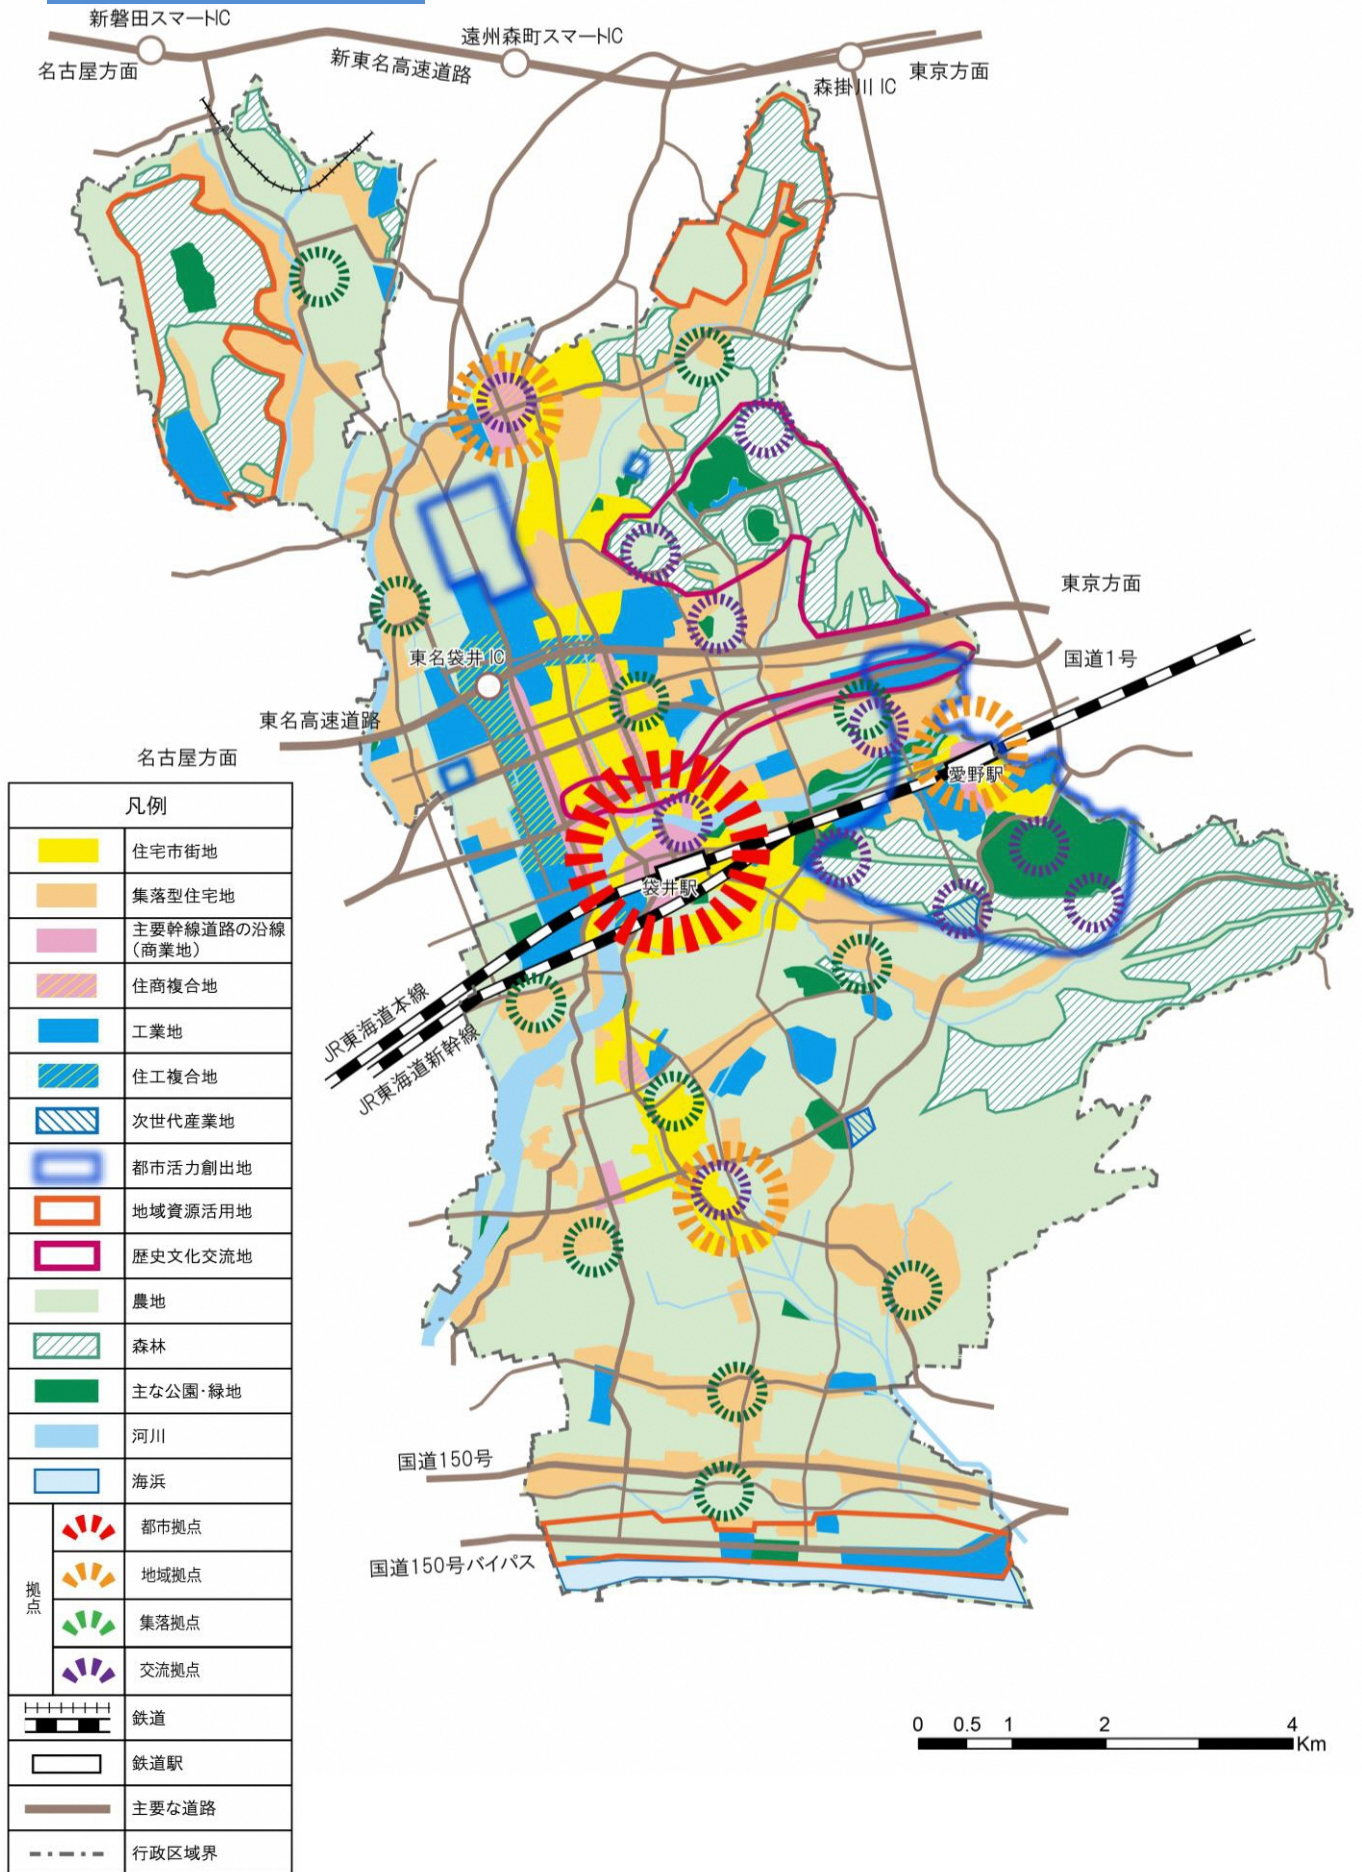 新磐田スマートIC
遠州森町スマートIC
名古屋方面
新東名高速道路
東京方面
森掛川 IC
東京方面
東名袋井 IC
国道1号
東名高速道路
名古屋方面
愛野駅
袋井駅
JR東海道本線
JR東海道新幹線
国道150号
国道150号バイパス
凡例
住宅市街地
集落型住宅地
主要幹線道路の沿線
(商業地)
住商複合地
工業地
住工複合地
次世代産業地
都市活力創出地
地域資源活用地
歴史文化交流地
農地
森林
主な公園・緑地
河川
海浜
拠点
都市拠点
地域拠点
集落拠点
交流拠点
鉄道
鉄道駅
主要な道路
行政区域界
0 0.5 1 2 4
Km